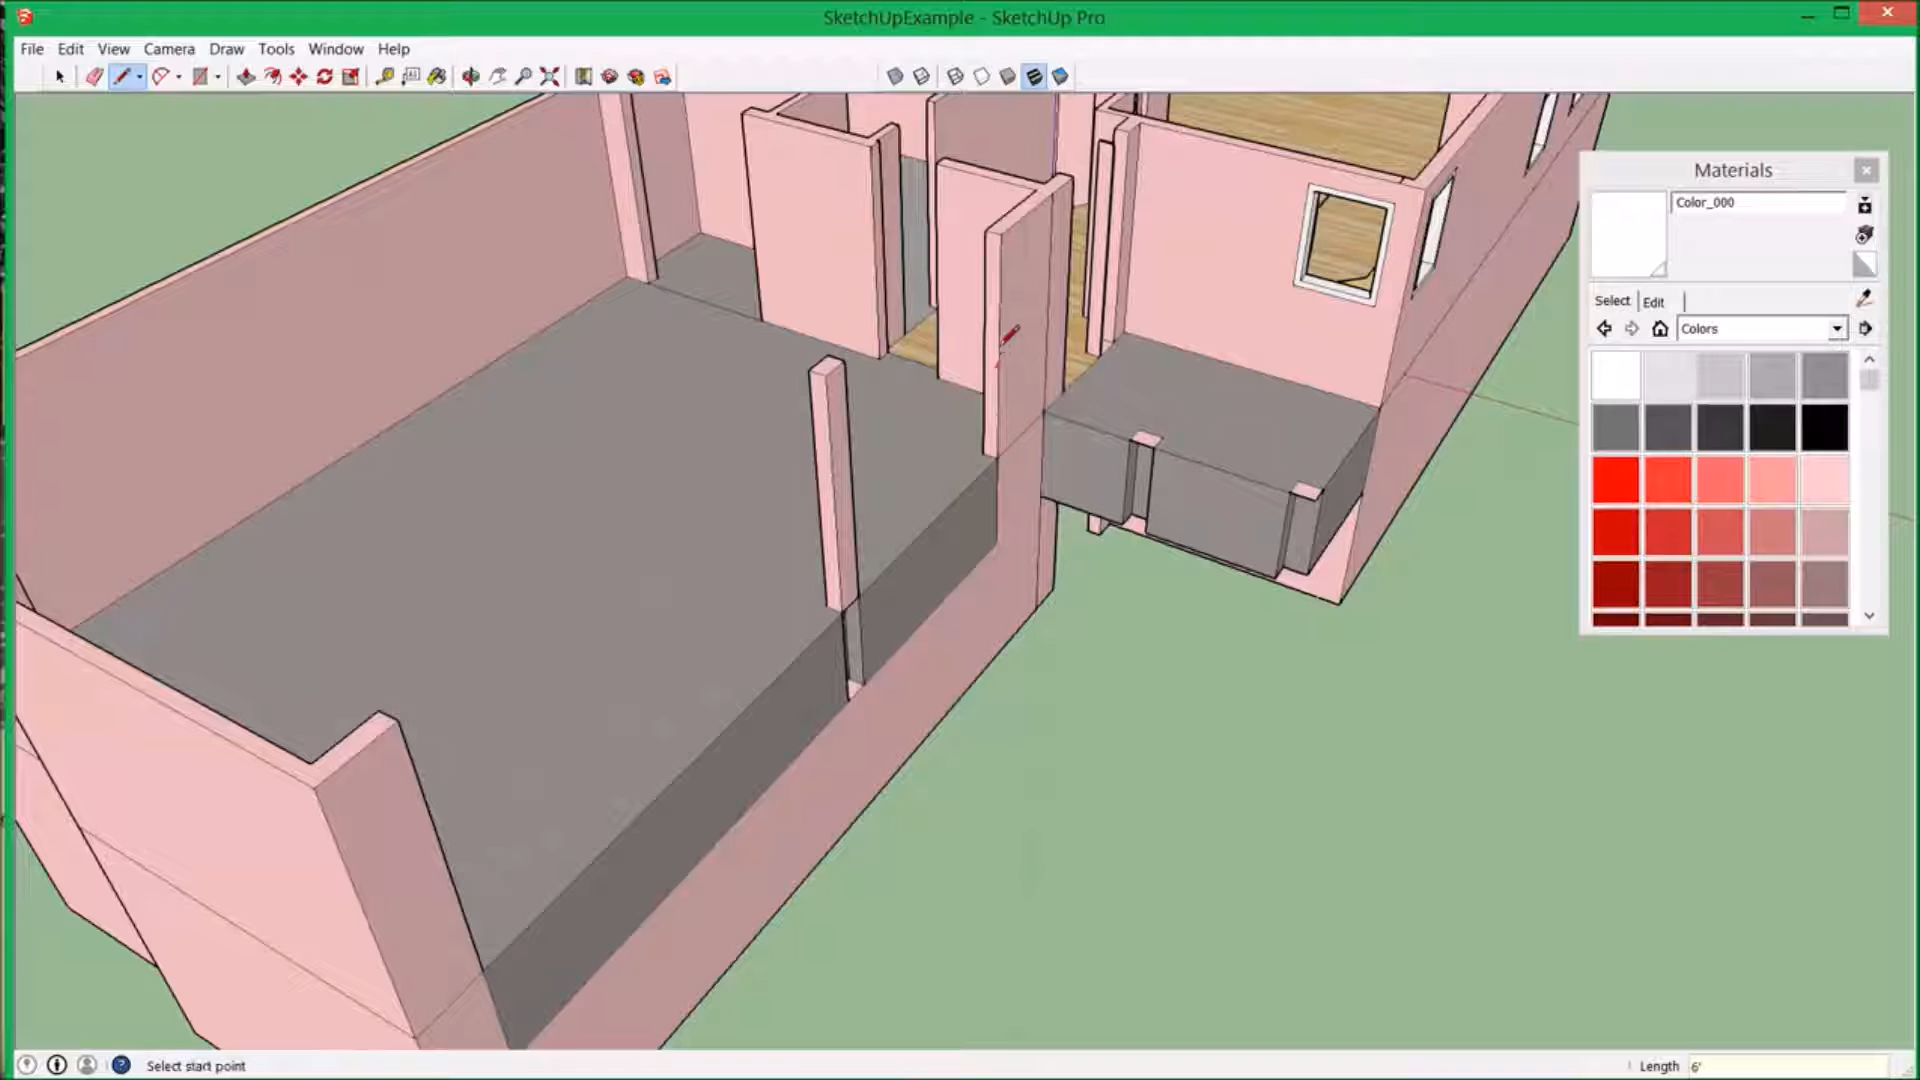 SketchUpExample - SketchUp Pro
File Edit View Camera Draw Tools Window Help
Materials
Color_000
Select Edit
Colors
Select start point
Length 6'